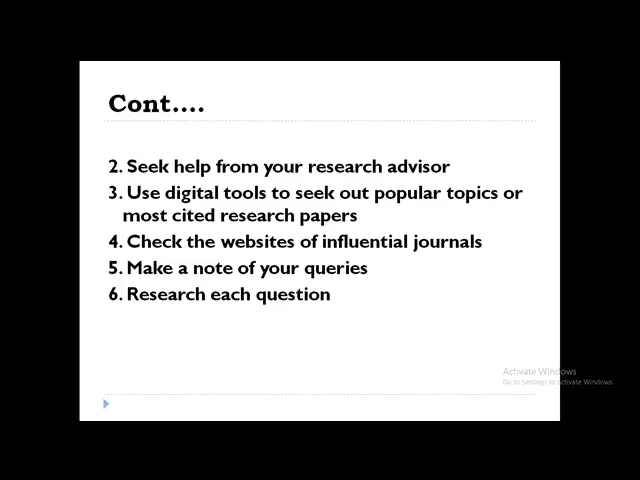 Cont....
2. Seek help from your research advisor
3. Use digital tools to seek out popular topics or
most cited research papers
4. Check the websites of influential journals
5. Make a note of your queries
6. Research each question
Activate Windows
Go to Settings to activate Windows.